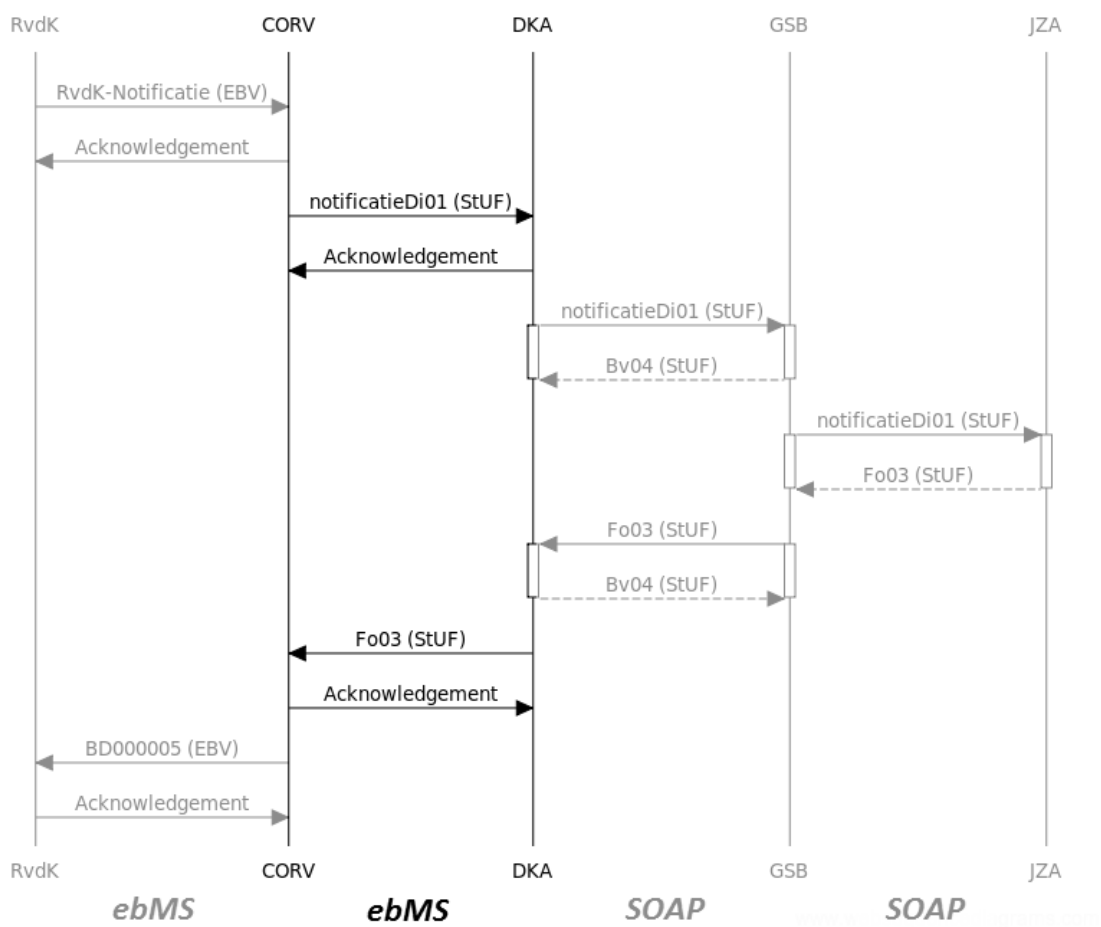 RvdK CORV DKA GSB JZA
RvdK-Notificatie (EBV)
Acknowledgement
notificatieDi01 (StUF)
Acknowledgement
notificatieDi01 (StUF)
Bv04 (StUF)
notificatieDi01 (StUF)
Fo03 (StUF)
Fo03 (StUF)
Bv04 (StUF)
Fo03 (StUF)
Acknowledgement
BD000005 (EBV)
Acknowledgement
RvdK CORV DKA GSB JZA
ebMS ebMS SOAP SOAP